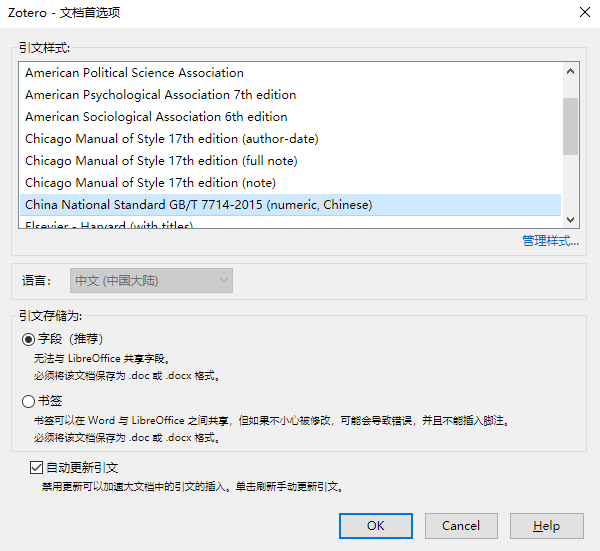 Zotero - 文档首选项
引文样式:
American Political Science Association
American Psychological Association 7th edition
American Sociological Association 6th edition
Chicago Manual of Style 17th edition (author-date)
Chicago Manual of Style 17th edition (full note)
Chicago Manual of Style 17th edition (note)
China National Standard GB/T 7714-2015 (numeric, Chinese)
Elsevier - Harvard (with titles)
管理样式...
语言: 中文 (中国大陆)
引文存储为:
字段（推荐）
无法与 LibreOffice 共享字段。
必须将该文档保存为 .doc 或 .docx 格式。
书签
书签可以在 Word 与 LibreOffice 之间共享，但如果不小心被修改，可能会导致错误，并且不能插入脚注。
必须将该文档保存为 .doc 或 .docx 格式。
自动更新引文
禁用更新可以加速大文档中的引文的插入。单击刷新手动更新引文。
OK Cancel Help